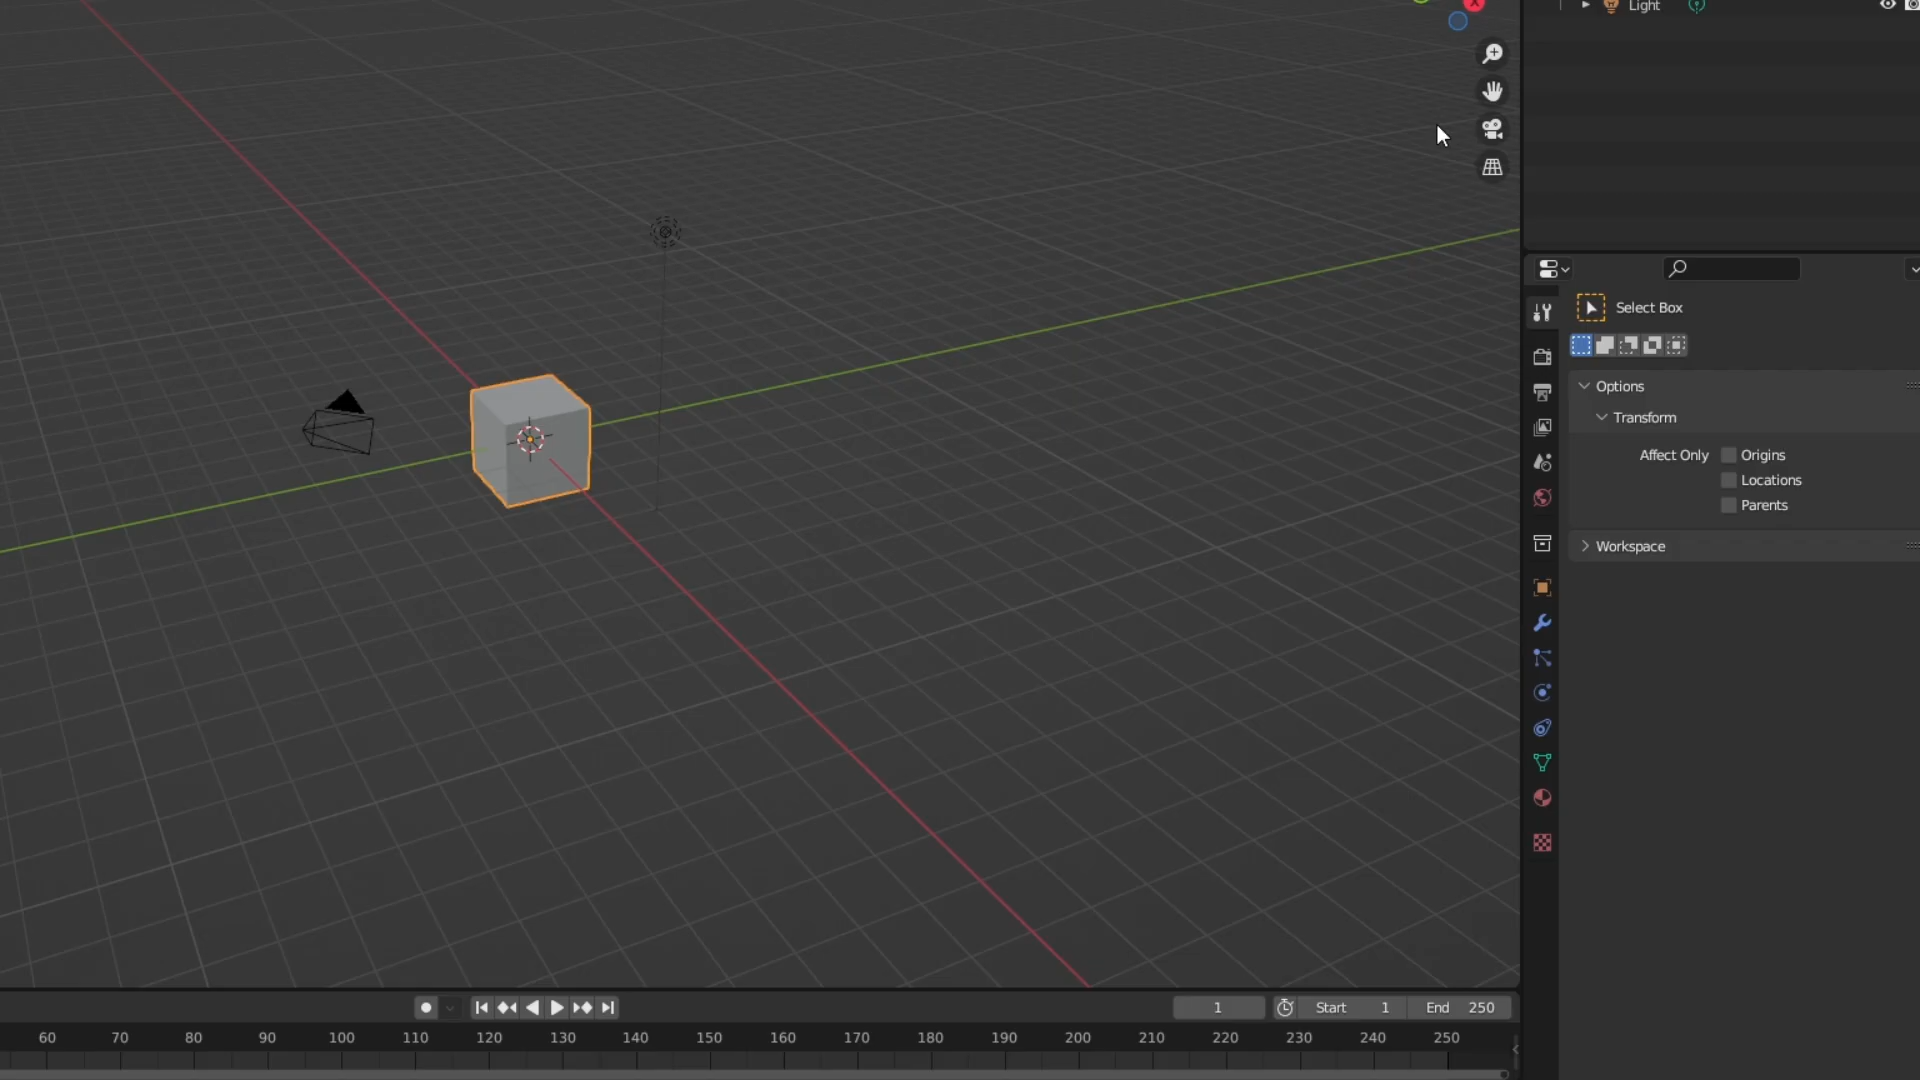 X
Light
Select Box
Options
Transform
Affect Only Origins
Locations
Parents
Workspace
1 Start 1 End 250
60 70 80 90 100 110 120 130 140 150 160 170 180 190 200 210 220 230 240 250